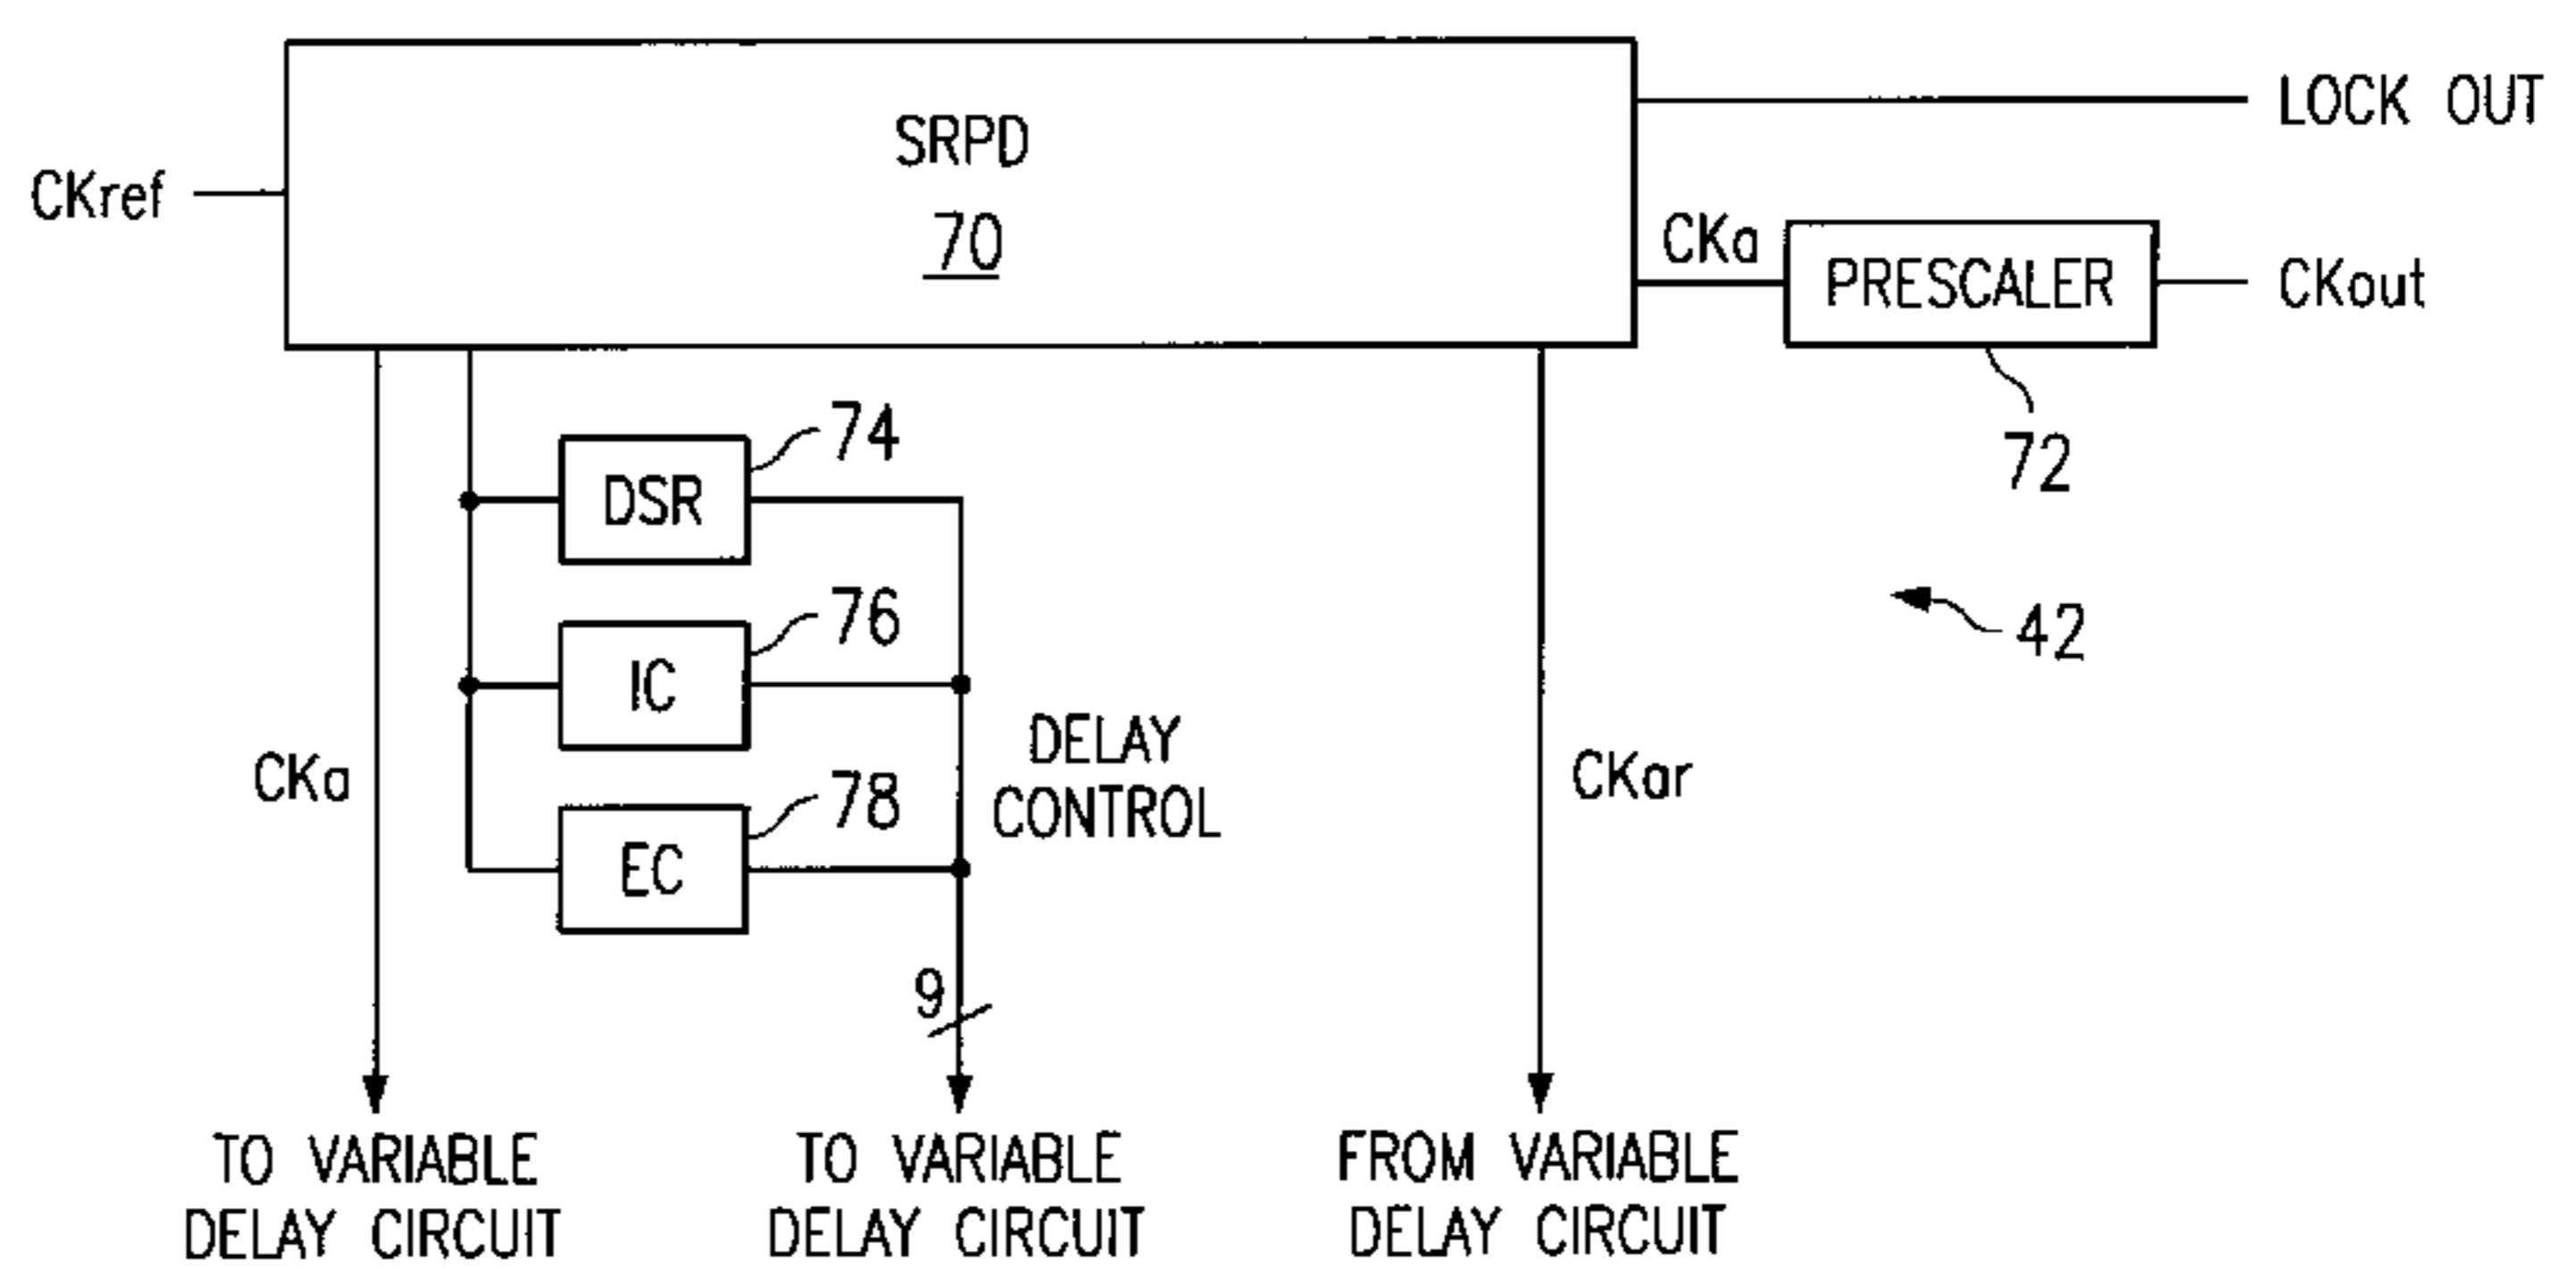 LOCK OUT
SRPD
CKref
70
CKa
PRESCALER
CKout
72
74
DSR
76
IC
42
DELAY
CONTROL
CKa
CKar
78
EC
9
TO VARIABLE
DELAY CIRCUIT
TO VARIABLE
DELAY CIRCUIT
FROM VARIABLE
DELAY CIRCUIT